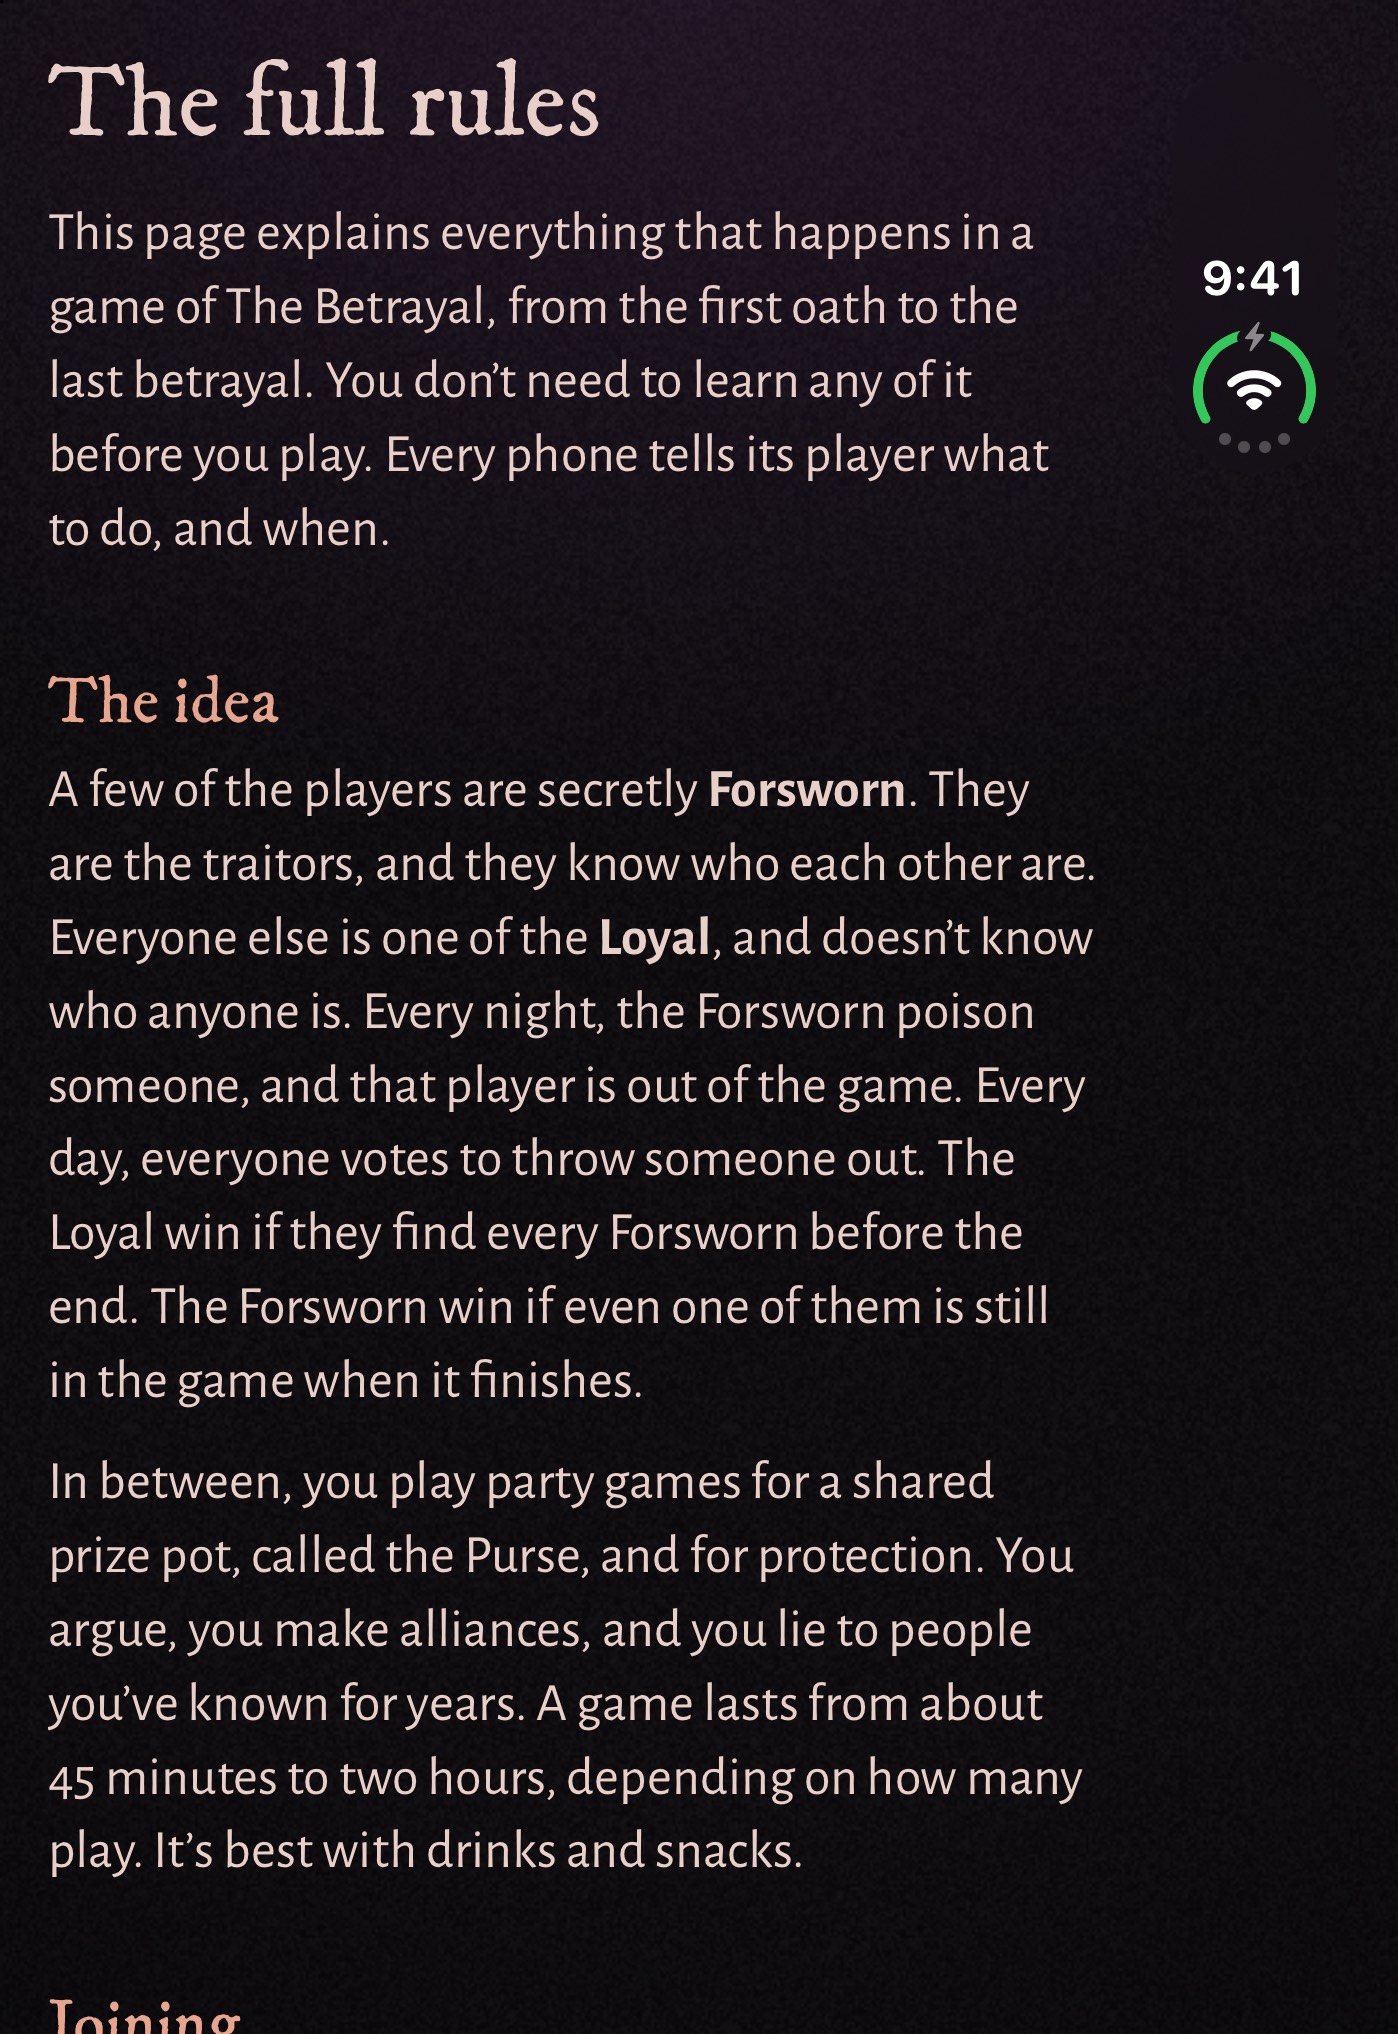 The full rules
This page explains everything that happens in a
game of The Betrayal, from the first oath to the
last betrayal. You don’t need to learn any of it
before you play. Every phone tells its player what
to do, and when.
9:41
The idea
A few of the players are secretly Forsworn. They
are the traitors, and they know who each other are.
Everyone else is one of the Loyal, and doesn’t know
who anyone is. Every night, the Forsworn poison
someone, and that player is out of the game. Every
day, everyone votes to throw someone out. The
Loyal win if they find every Forsworn before the
end. The Forsworn win if even one of them is still
in the game when it finishes.
In between, you play party games for a shared
prize pot, called the Purse, and for protection. You
argue, you make alliances, and you lie to people
you’ve known for years. A game lasts from about
45 minutes to two hours, depending on how many
play. It’s best with drinks and snacks.
Joining